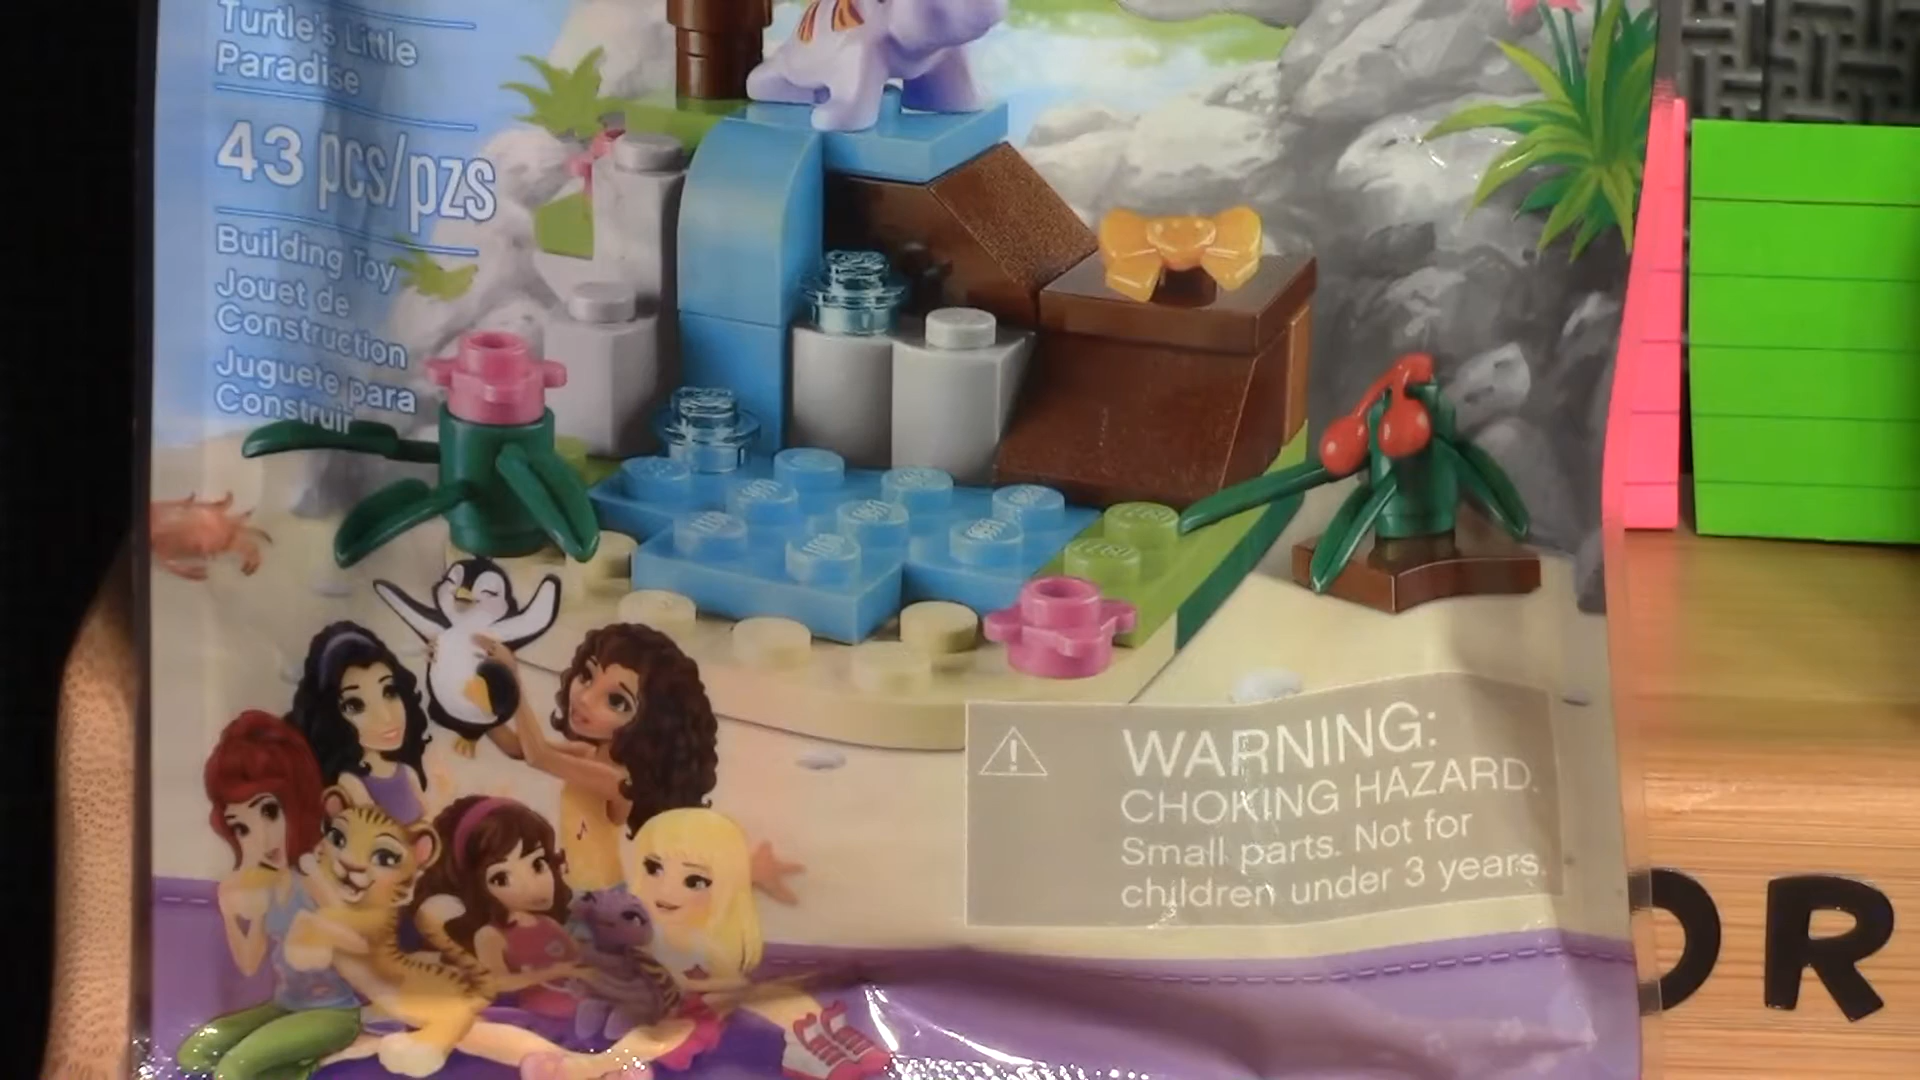 Turtle's Little
Paradise
43 pcs/pzs
Building Toy
Jouet de
Construction
Juguete para
Construir
WARNING:
CHOKING HAZARD.
Small parts. Not for
children under 3 years.
OR